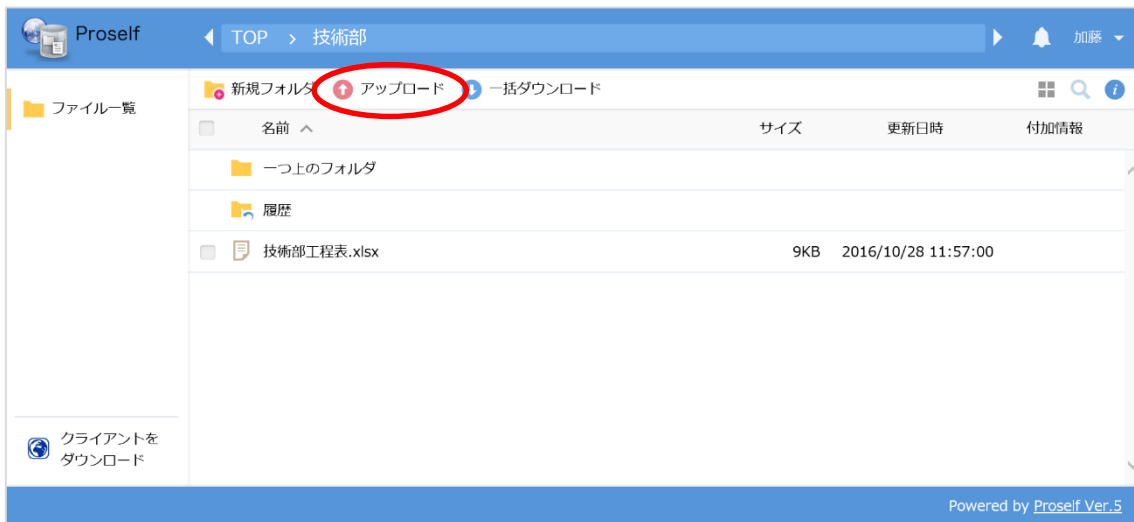 Proself
TOP > 技術部
加藤
新規フォルダ アップロード 一括ダウンロード
ファイル一覧
名前 サイズ 更新日時 付加情報
一つ上のフォルダ
履歴
技術部工程表.xlsx 9KB 2016/10/28 11:57:00
クライアントを
ダウンロード
Powered by Proself Ver.5